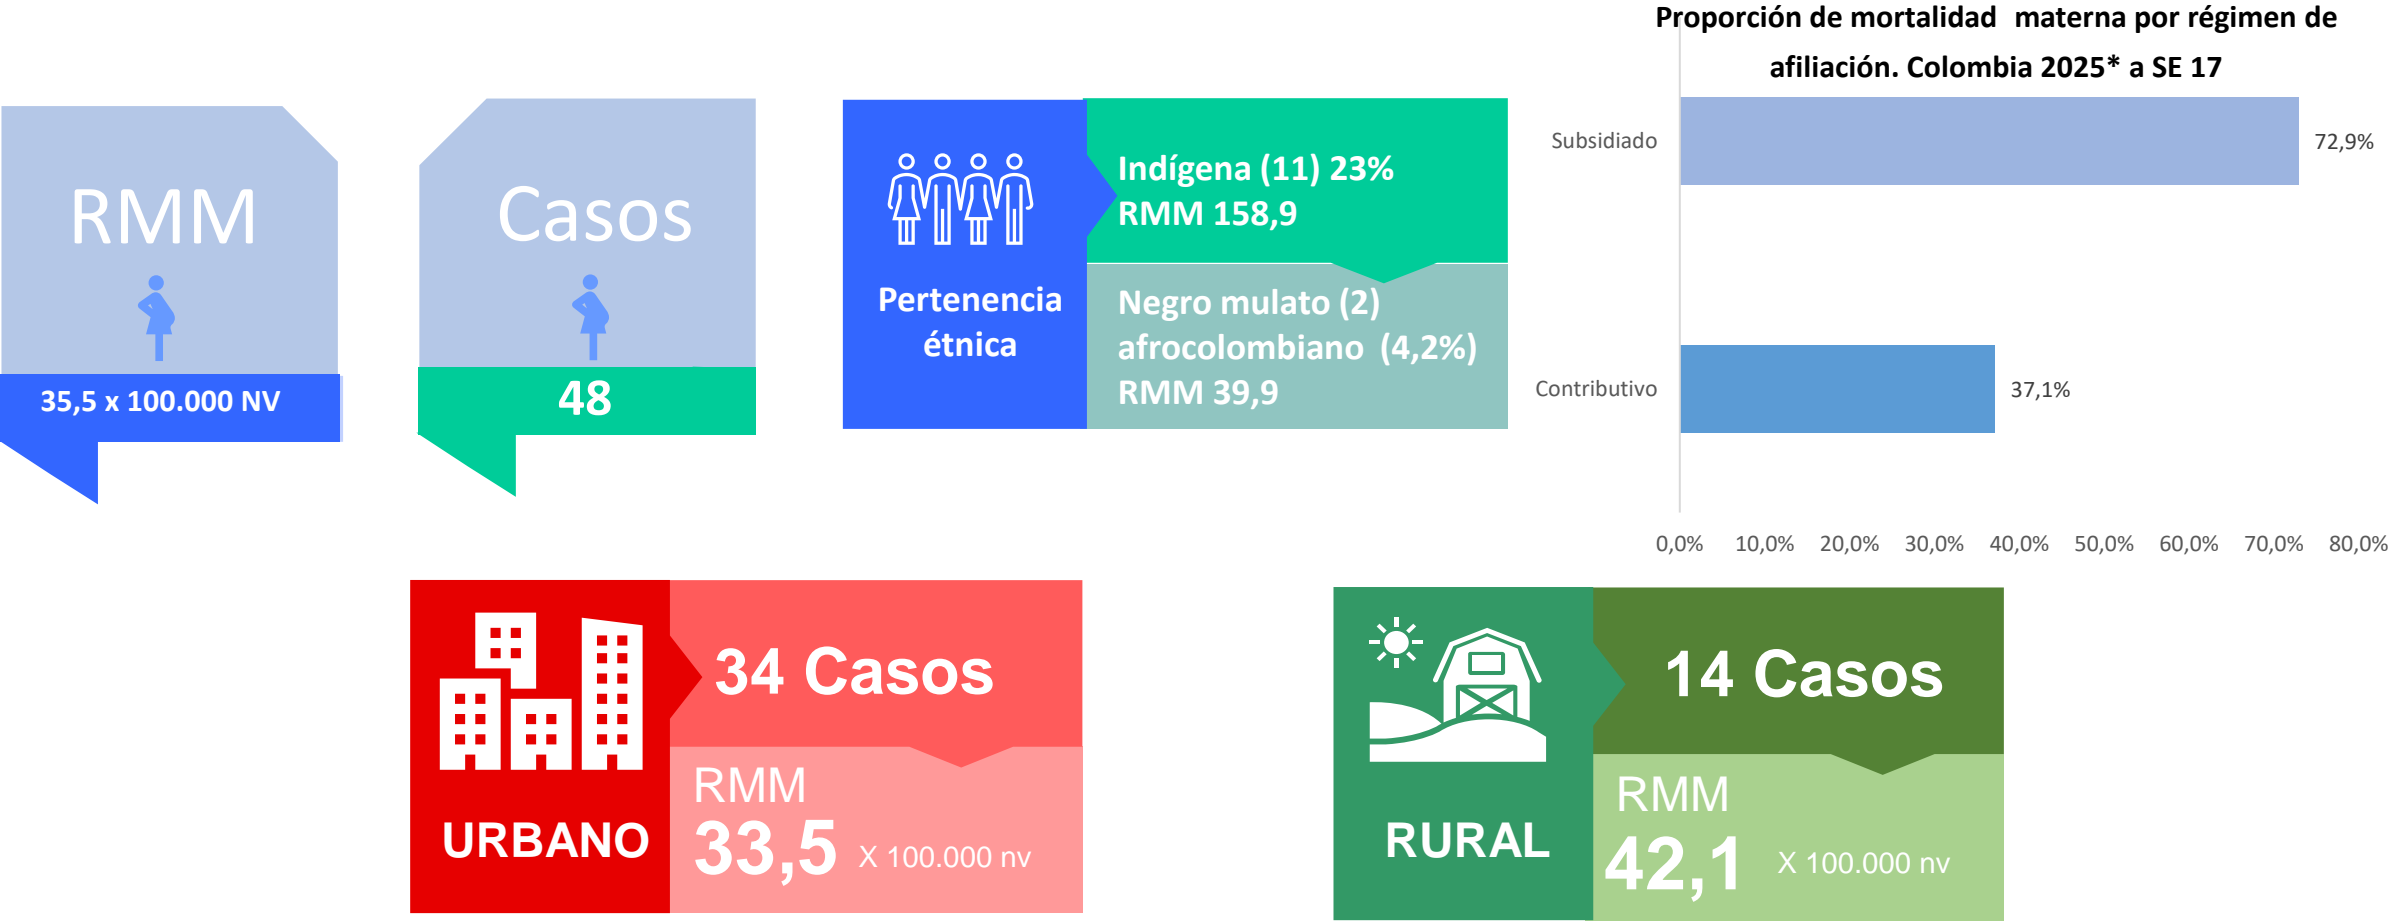 RMM
35,5 x 100.000 NV
Casos
48
Pertenencia
étnica
Indígena (11) 23%
RMM 158,9
Negro mulato (2)
afrocolombiano (4,2%)
RMM 39,9
Proporción de mortalidad materna por régimen de
afiliación. Colombia 2025* a SE 17
Subsidiado
72,9%
Contributivo
37,1%
0,0% 10,0% 20,0% 30,0% 40,0% 50,0% 60,0% 70,0% 80,0%
URBANO
34 Casos
RMM
33,5 X 100.000 nv
RURAL
14 Casos
RMM
42,1 X 100.000 nv